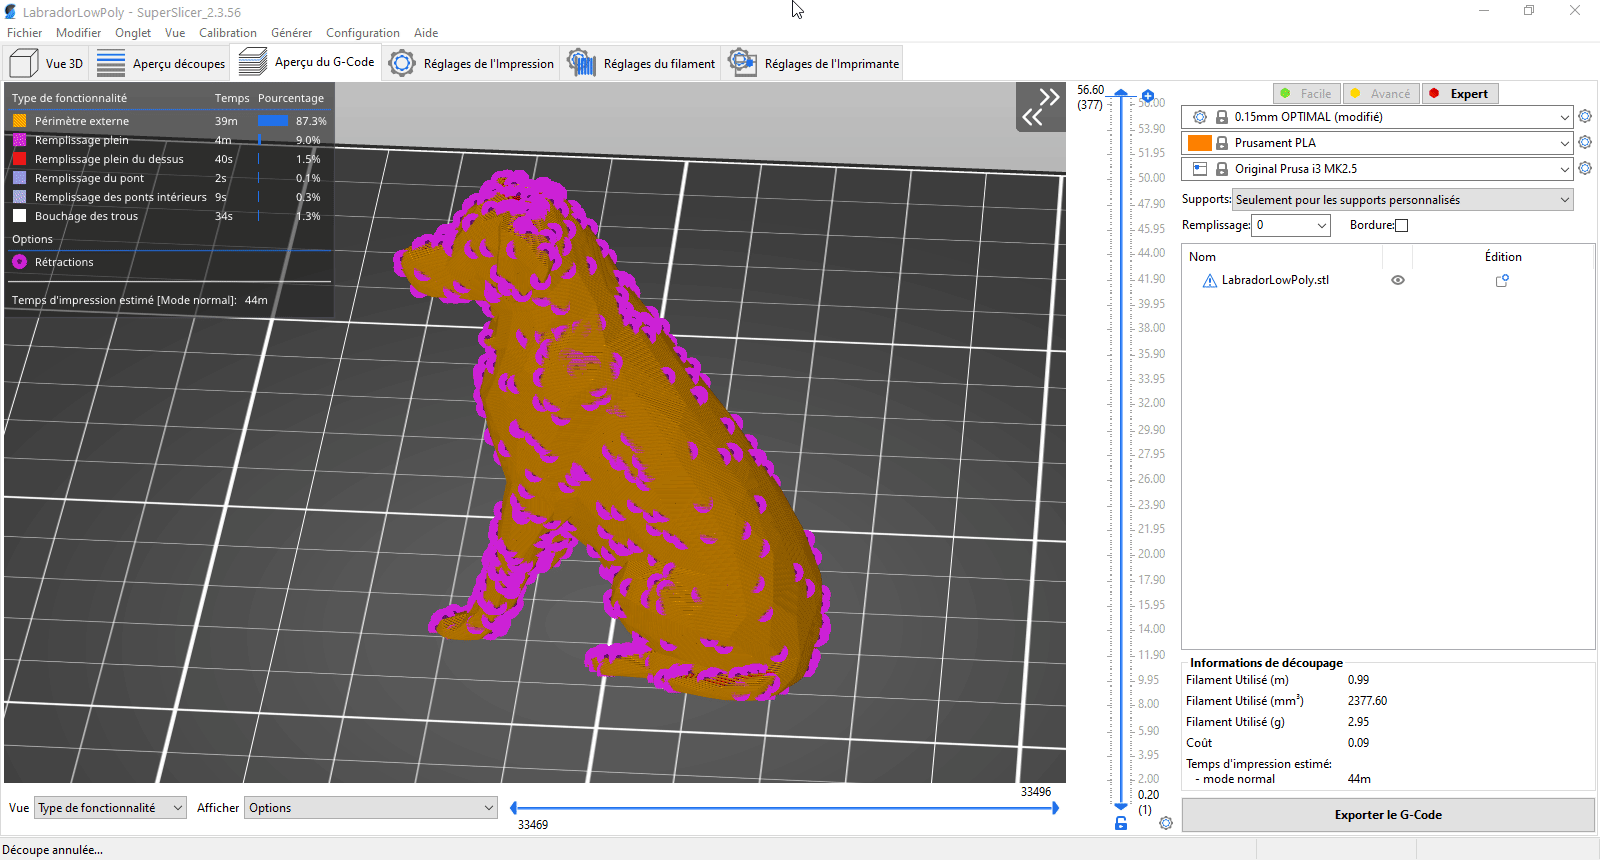 LabradorLowPoly - SuperSlicer_2.3.56
Fichier Modifier Onglet Vue Calibration Générer Configuration Aide
Vue 3D Aperçu découpes Aperçu du G-Code Réglages de l'Impression Réglages du filament Réglages de l'Imprimante
Type de fonctionnalité Temps Pourcentage
Périmètre externe 39m 87.3%
Remplissage plein 4m 9.0%
Remplissage plein du dessus 40s 1.5%
Remplissage du pont 2s 0.1%
Remplissage des ponts intérieurs 9s 0.3%
Bouchage des trous 34s 1.3%
Options
Rétractions
Temps d'impression estimé [Mode normal]: 44m
56.60
(377)
56.00
53.90
51.95
50.00
47.90
45.95
44.00
41.90
39.95
38.00
35.90
33.95
32.00
29.90
27.95
26.00
23.90
21.95
20.00
17.90
15.95
14.00
11.90
9.95
8.00
5.90
3.95
2.00
0.20
(1)
Facile Avancé Expert
0.15mm OPTIMAL (modifié)
Prusament PLA
Original Prusa i3 MK2.5
Supports: Seulement pour les supports personnalisés
Remplissage: 0 Bordure:
Nom Édition
LabradorLowPoly.stl
Informations de découpage
Filament Utilisé (m) 0.99
Filament Utilisé (mm³) 2377.60
Filament Utilisé (g) 2.95
Coût 0.09
Temps d'impression estimé:
- mode normal 44m
Exporter le G-Code
33496
Vue Type de fonctionnalité Afficher Options
33469
Découpe annulée...